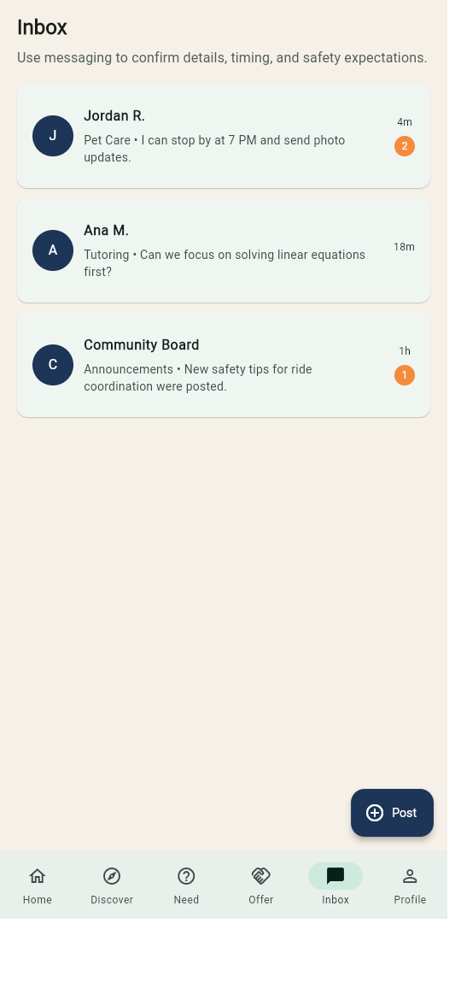 Inbox
Use messaging to confirm details, timing, and safety expectations.
J
Jordan R.
Pet Care • I can stop by at 7 PM and send photo
updates.
4m
2
A
Ana M.
Tutoring • Can we focus on solving linear equations
first?
18m
C
Community Board
Announcements • New safety tips for ride
coordination were posted.
1h
1
Post
Home
Discover
Need
Offer
Inbox
Profile